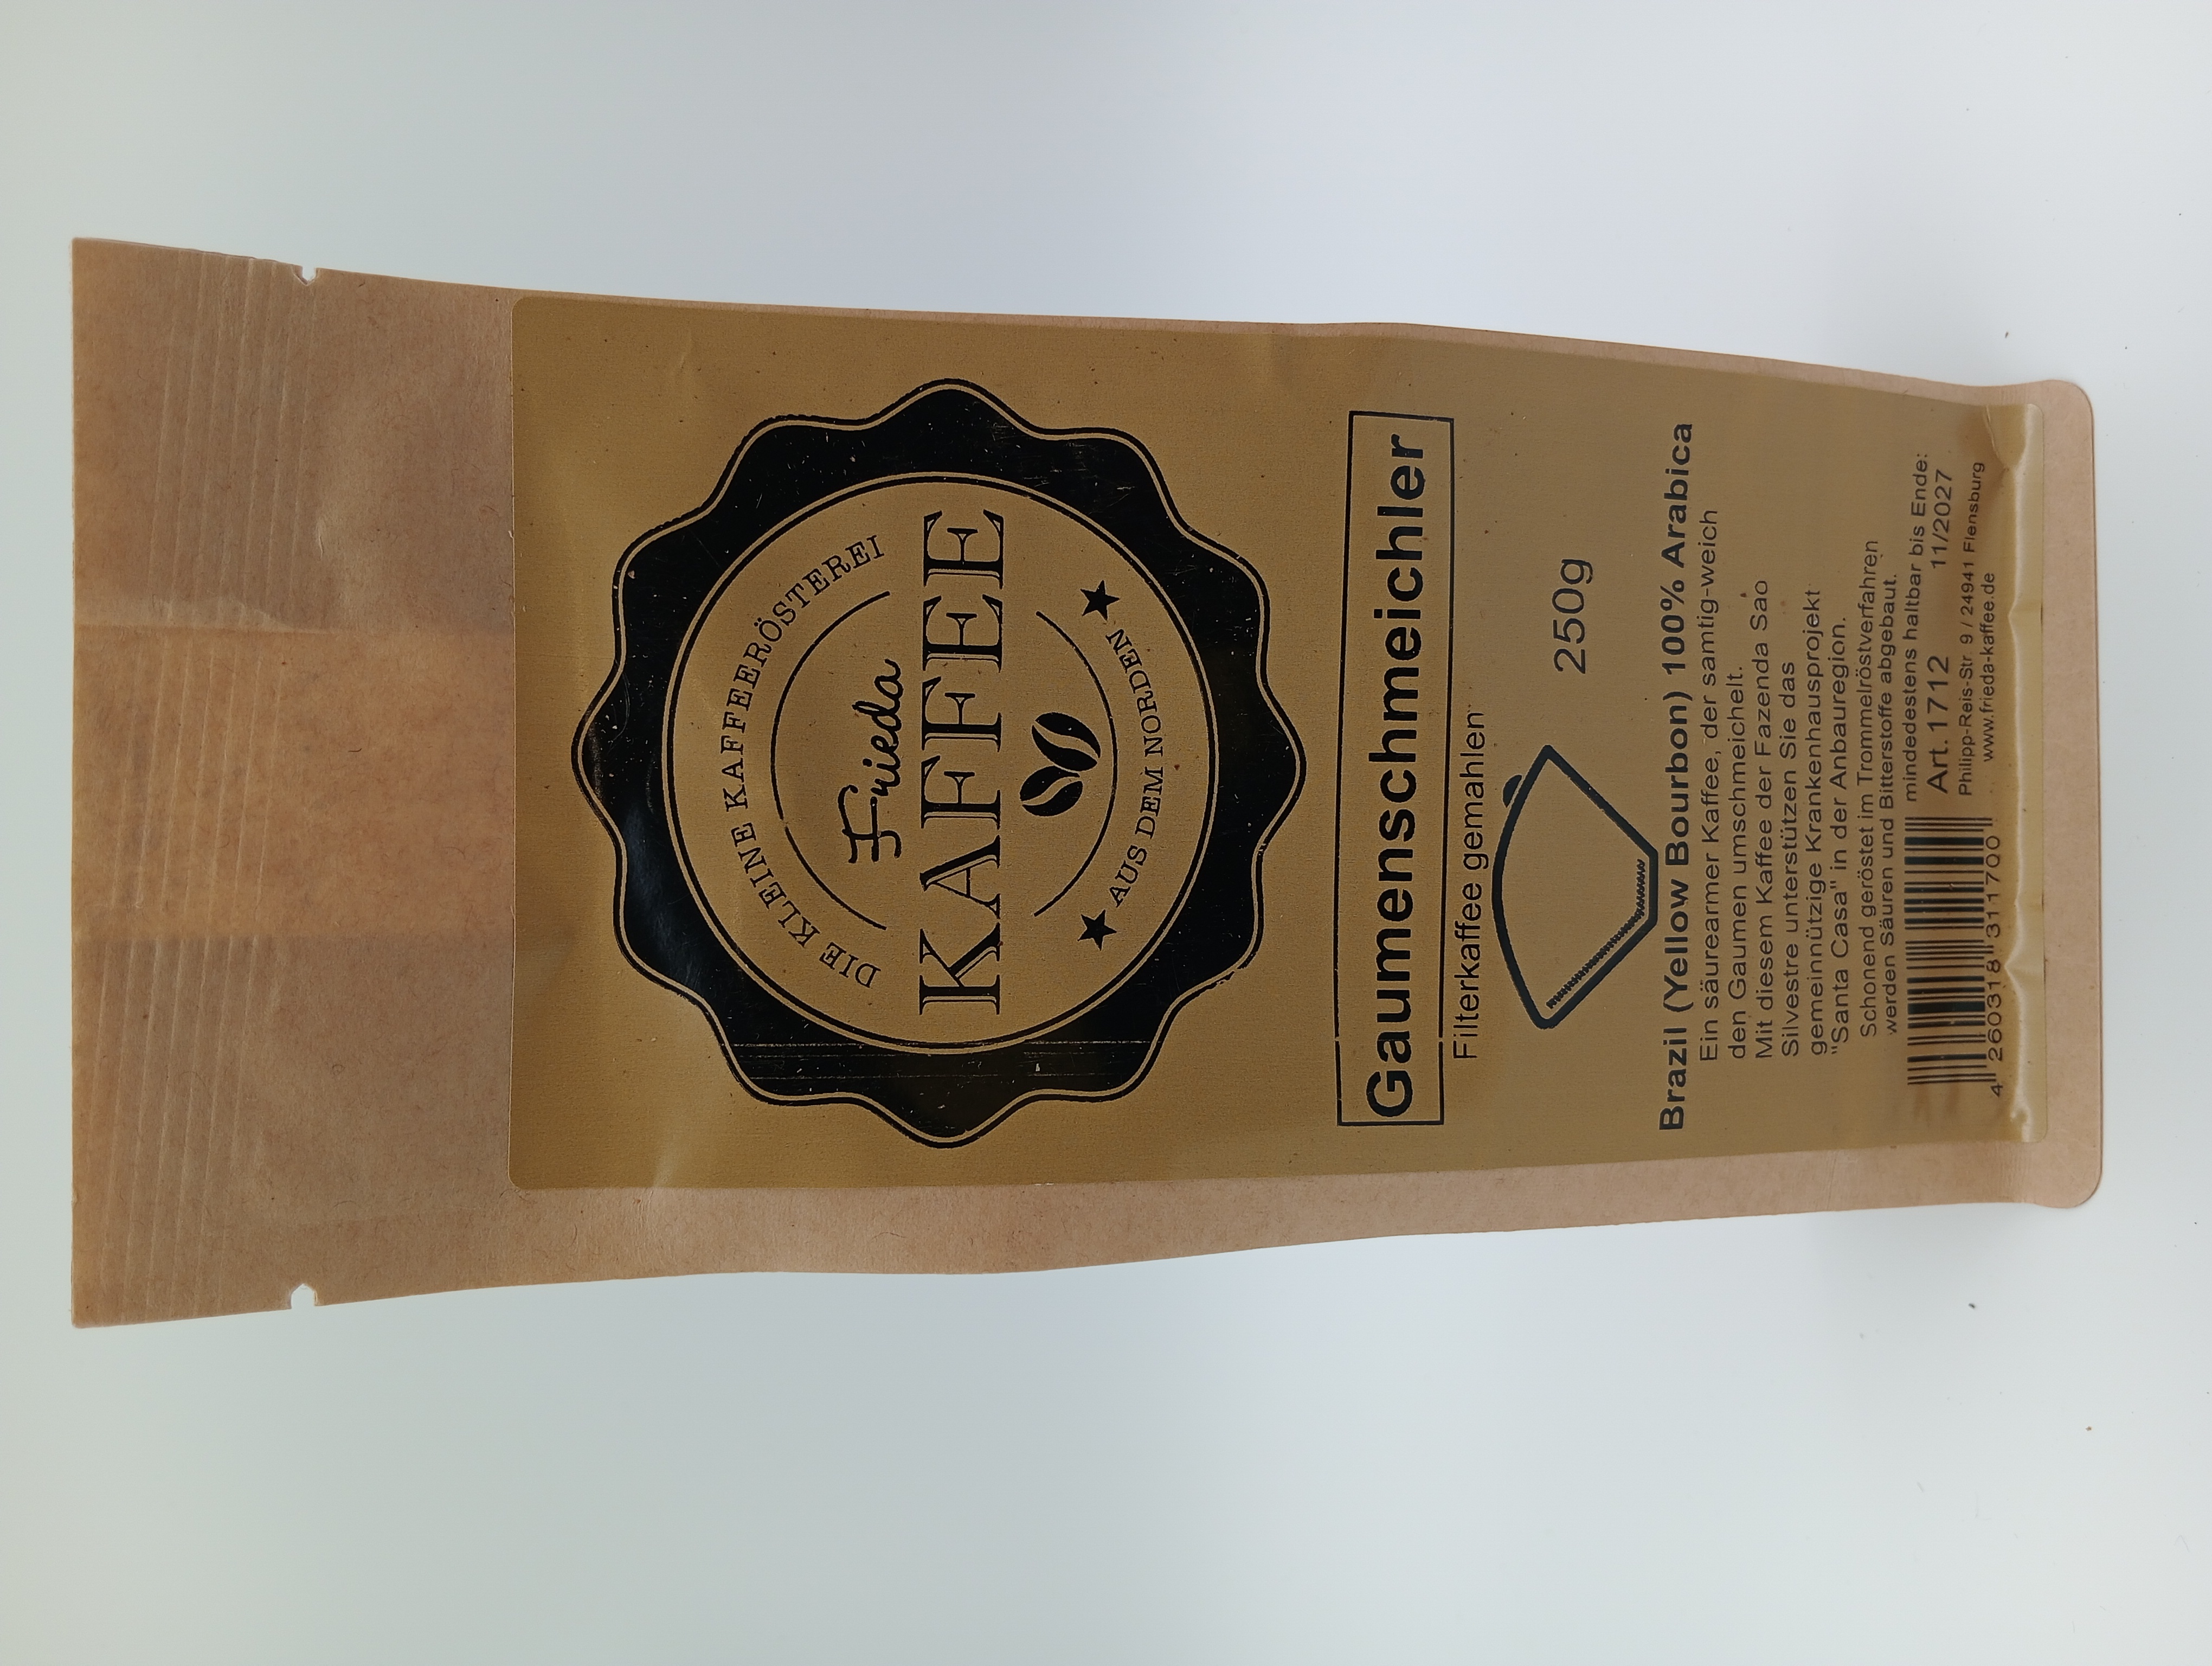 DIE KLEINE KAFFEERÖSTEREI
Frieda
KAFFEE
AUS DEM NORDEN
Gaumenschmeichler
Filterkaffee gemahlen
250g
Brazil (Yellow Bourbon) 100% Arabica
Ein säurearmer Kaffee, der samtig-weich
den Gaumen umschmeichelt.
Mit diesem Kaffee der Fazenda Sao
Silvestre unterstützen Sie das
gemeinnützige Krankenhausprojekt
"Santa Casa" in der Anbauregion.
Schonend geröstet im Trommelröstverfahren
werden Säuren und Bitterstoffe abgebaut.
mindedestens haltbar bis Ende:
Art. 1712 11/2027
Philipp-Reis-Str. 9 / 24941 Flensburg
www.frieda-kaffee.de
4 260318 311700